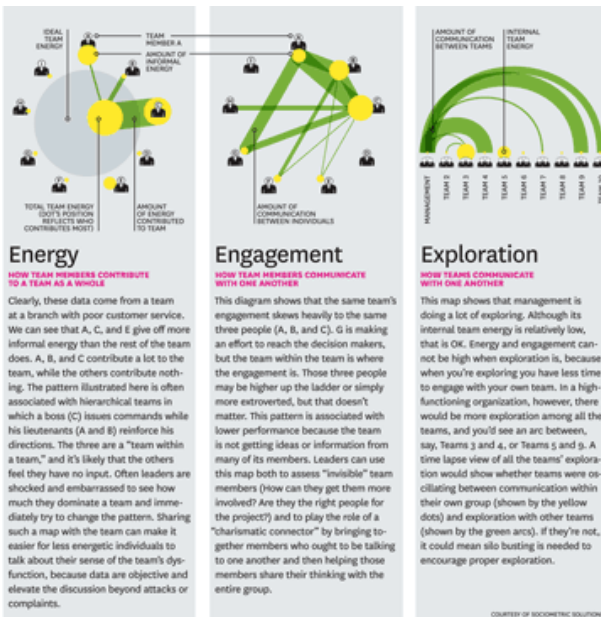 IDEAL
TEAM
ENERGY
TEAM
MEMBER A
AMOUNT OF
INFORMAL
ENERGY
TOTAL TEAM ENERGY
(DOT'S POSITION
REFLECTS WHO
CONTRIBUTES MOST)
AMOUNT
OF ENERGY
CONTRIBUTED
TO TEAM
Energy
HOW TEAM MEMBERS CONTRIBUTE
TO A TEAM AS A WHOLE
Clearly, these data come from a team
at a branch with poor customer service.
We can see that A, C, and E give off more
informal energy than the rest of the team
does. A, B, and C contribute a lot to the
team, while the others contribute noth-
ing. The pattern illustrated here is often
associated with hierarchical teams in
which a boss (C) issues commands while
his lieutenants (A and B) reinforce his
directions. The three are a "team within
a team," and it's likely that the others
feel they have no input. Often leaders are
shocked and embarrassed to see how
much they dominate a team and imme-
diately try to change the pattern. Sharing
such a map with the team can make it
easier for less energetic individuals to
talk about their sense of the team's dys-
function, because data are objective and
elevate the discussion beyond attacks or
complaints.
AMOUNT OF
COMMUNICATION
BETWEEN INDIVIDUALS
Engagement
HOW TEAM MEMBERS COMMUNICATE
WITH ONE ANOTHER
This diagram shows that the same team's
engagement skews heavily to the same
three people (A, B, and C). G is making
an effort to reach the decision makers,
but the team within the team is where
the engagement is. Those three people
may be higher up the ladder or simply
more extroverted, but that doesn't
matter. This pattern is associated with
lower performance because the team
is not getting ideas or information from
many of its members. Leaders can use
this map both to assess "invisible" team
members (How can they get them more
involved? Are they the right people for
the project?) and to play the role of a
"charismatic connector" by bringing to-
gether members who ought to be talking
to one another and then helping those
members share their thinking with the
entire group.
AMOUNT OF
COMMUNICATION
BETWEEN TEAMS
INTERNAL
TEAM
ENERGY
MANAGEMENT
TEAM 2
TEAM 3
TEAM 4
TEAM 5
TEAM 6
TEAM 7
TEAM 8
TEAM 9
Exploration
HOW TEAMS COMMUNICATE
WITH ONE ANOTHER
This map shows that management is
doing a lot of exploring. Although its
internal team energy is relatively low,
that is OK. Energy and engagement can-
not be high when exploration is, because
when you're exploring you have less time
to engage with your own team. In a high-
functioning organization, however, there
would be more exploration among all the
teams, and you'd see an arc between,
say, Teams 3 and 4, or Teams 5 and 9. A
time lapse view of all the teams' explora-
tion would show whether teams were os-
cillating between communication within
their own group (shown by the yellow
dots) and exploration with other teams
(shown by the green arcs). If they're not,
it could mean silo busting is needed to
encourage proper exploration.
COURTESY OF SOCIOMETRIC SOLUTION